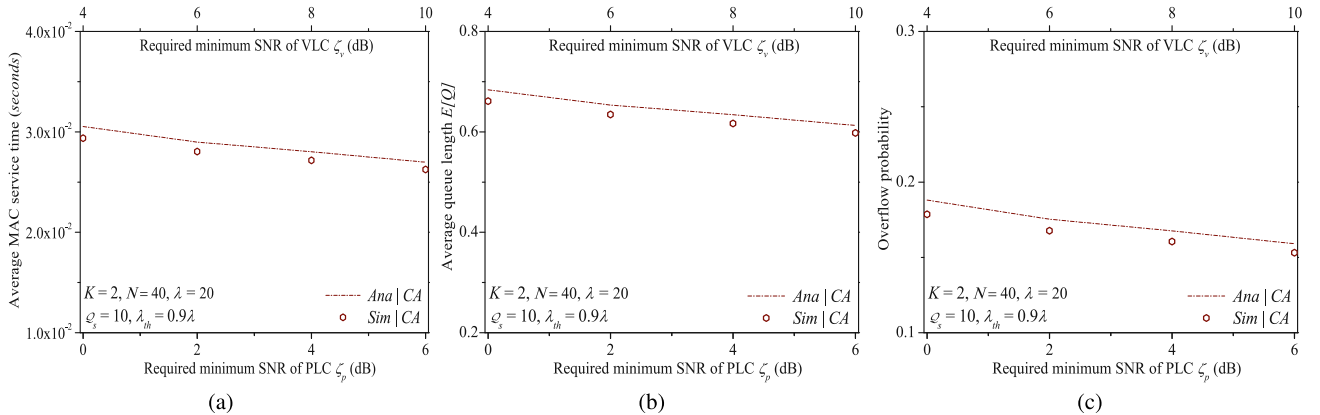 4 6 8 10
4.0x10⁻²
Required minimum SNR of VLC ζᵥ (dB)
3.0x10⁻²
2.0x10⁻²
1.0x10⁻²
Average MAC service time (seconds)
K = 2, N = 40, λ = 20
Qₛ = 10, λₜₕ = 0.9λ
Ana | CA
Sim | CA
0 2 4 6
Required minimum SNR of PLC ζₚ (dB)
(a)
4 6 8 10
0.8
Required minimum SNR of VLC ζᵥ (dB)
0.6
0.4
0.2
Average queue length E[Q]
K = 2, N = 40, λ = 20
Qₛ = 10, λₜₕ = 0.9λ
Ana | CA
Sim | CA
0 2 4 6
Required minimum SNR of PLC ζₚ (dB)
(b)
4 6 8 10
0.3
Required minimum SNR of VLC ζᵥ (dB)
0.2
0.1
Overflow probability
K = 2, N = 40, λ = 20
Qₛ = 10, λₜₕ = 0.9λ
Ana | CA
Sim | CA
0 2 4 6
Required minimum SNR of PLC ζₚ (dB)
(c)